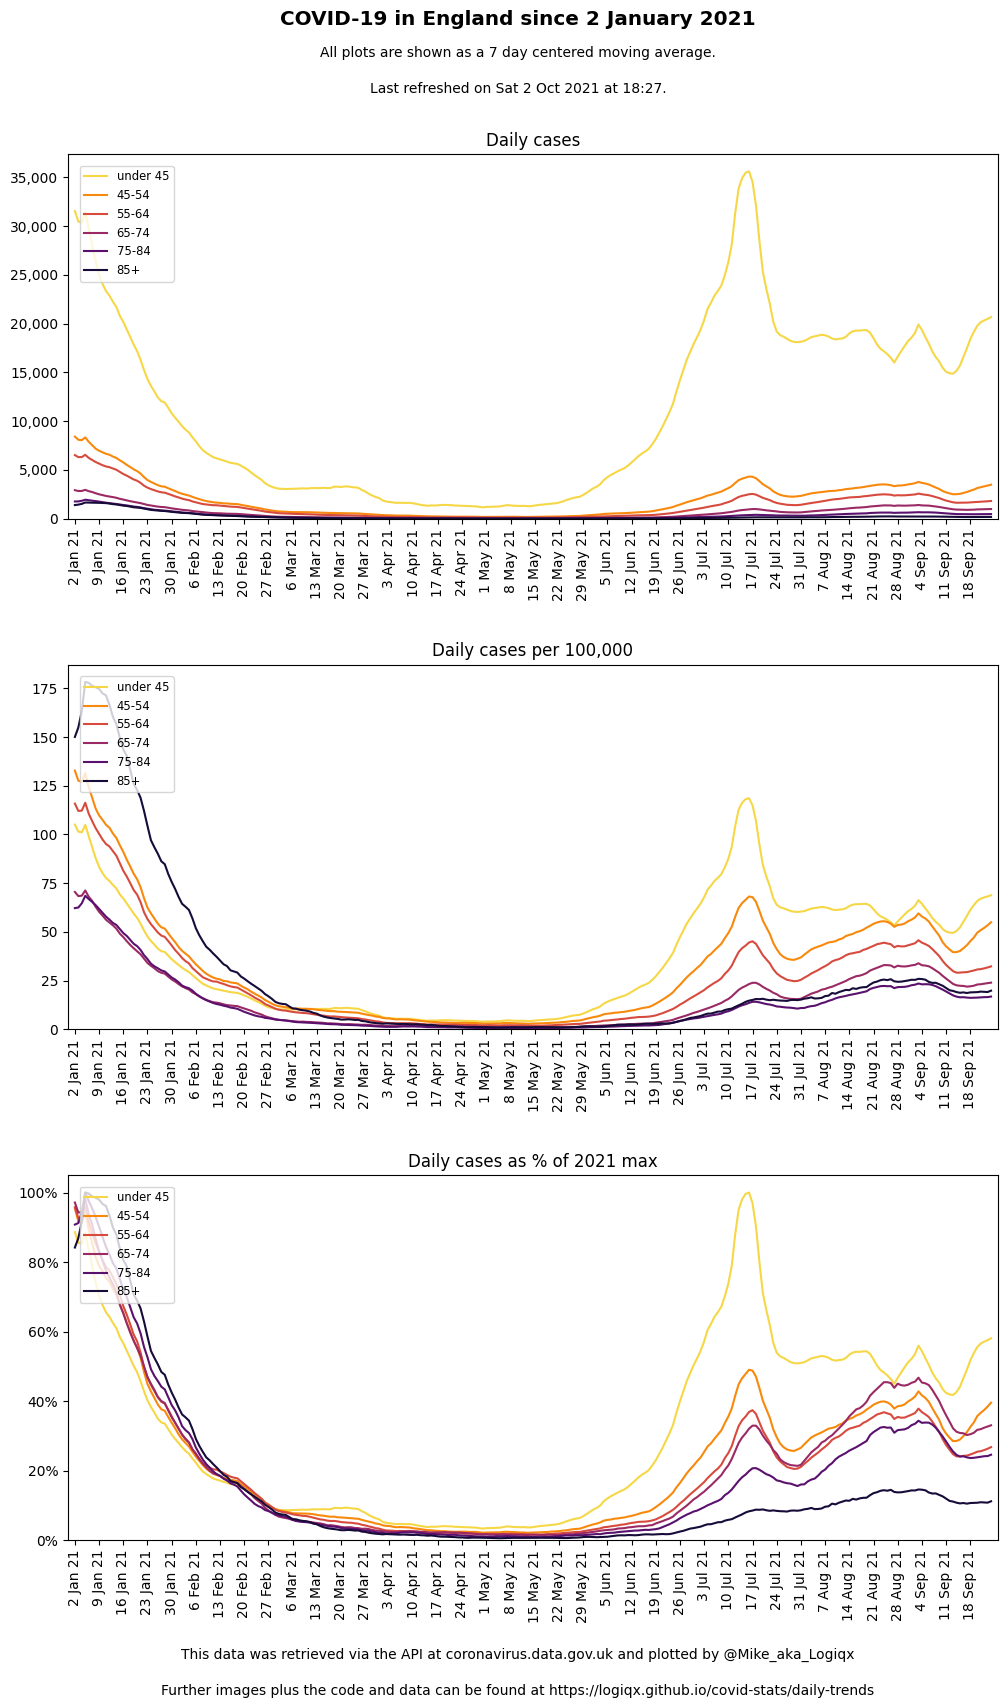 COVID-19 in England since 2 January 2021
All plots are shown as a 7 day centered moving average.
Last refreshed on Sat 2 Oct 2021 at 18:27.
Daily cases
35,000
30,000
25,000
20,000
15,000
10,000
5,000
0
under 45
45-54
55-64
65-74
75-84
85+
2 Jan 21
9 Jan 21
16 Jan 21
23 Jan 21
30 Jan 21
6 Feb 21
13 Feb 21
20 Feb 21
27 Feb 21
6 Mar 21
13 Mar 21
20 Mar 21
27 Mar 21
3 Apr 21
10 Apr 21
17 Apr 21
24 Apr 21
1 May 21
8 May 21
15 May 21
22 May 21
29 May 21
5 Jun 21
12 Jun 21
19 Jun 21
26 Jun 21
3 Jul 21
10 Jul 21
17 Jul 21
24 Jul 21
31 Jul 21
7 Aug 21
14 Aug 21
21 Aug 21
28 Aug 21
4 Sep 21
11 Sep 21
18 Sep 21
Daily cases per 100,000
175
150
125
100
75
50
25
0
under 45
45-54
55-64
65-74
75-84
85+
2 Jan 21
9 Jan 21
16 Jan 21
23 Jan 21
30 Jan 21
6 Feb 21
13 Feb 21
20 Feb 21
27 Feb 21
6 Mar 21
13 Mar 21
20 Mar 21
27 Mar 21
3 Apr 21
10 Apr 21
17 Apr 21
24 Apr 21
1 May 21
8 May 21
15 May 21
22 May 21
29 May 21
5 Jun 21
12 Jun 21
19 Jun 21
26 Jun 21
3 Jul 21
10 Jul 21
17 Jul 21
24 Jul 21
31 Jul 21
7 Aug 21
14 Aug 21
21 Aug 21
28 Aug 21
4 Sep 21
11 Sep 21
18 Sep 21
Daily cases as % of 2021 max
100%
80%
60%
40%
20%
0%
under 45
45-54
55-64
65-74
75-84
85+
2 Jan 21
9 Jan 21
16 Jan 21
23 Jan 21
30 Jan 21
6 Feb 21
13 Feb 21
20 Feb 21
27 Feb 21
6 Mar 21
13 Mar 21
20 Mar 21
27 Mar 21
3 Apr 21
10 Apr 21
17 Apr 21
24 Apr 21
1 May 21
8 May 21
15 May 21
22 May 21
29 May 21
5 Jun 21
12 Jun 21
19 Jun 21
26 Jun 21
3 Jul 21
10 Jul 21
17 Jul 21
24 Jul 21
31 Jul 21
7 Aug 21
14 Aug 21
21 Aug 21
28 Aug 21
4 Sep 21
11 Sep 21
18 Sep 21
This data was retrieved via the API at coronavirus.data.gov.uk and plotted by @Mike_aka_Logiqx
Further images plus the code and data can be found at https://logiqx.github.io/covid-stats/daily-trends